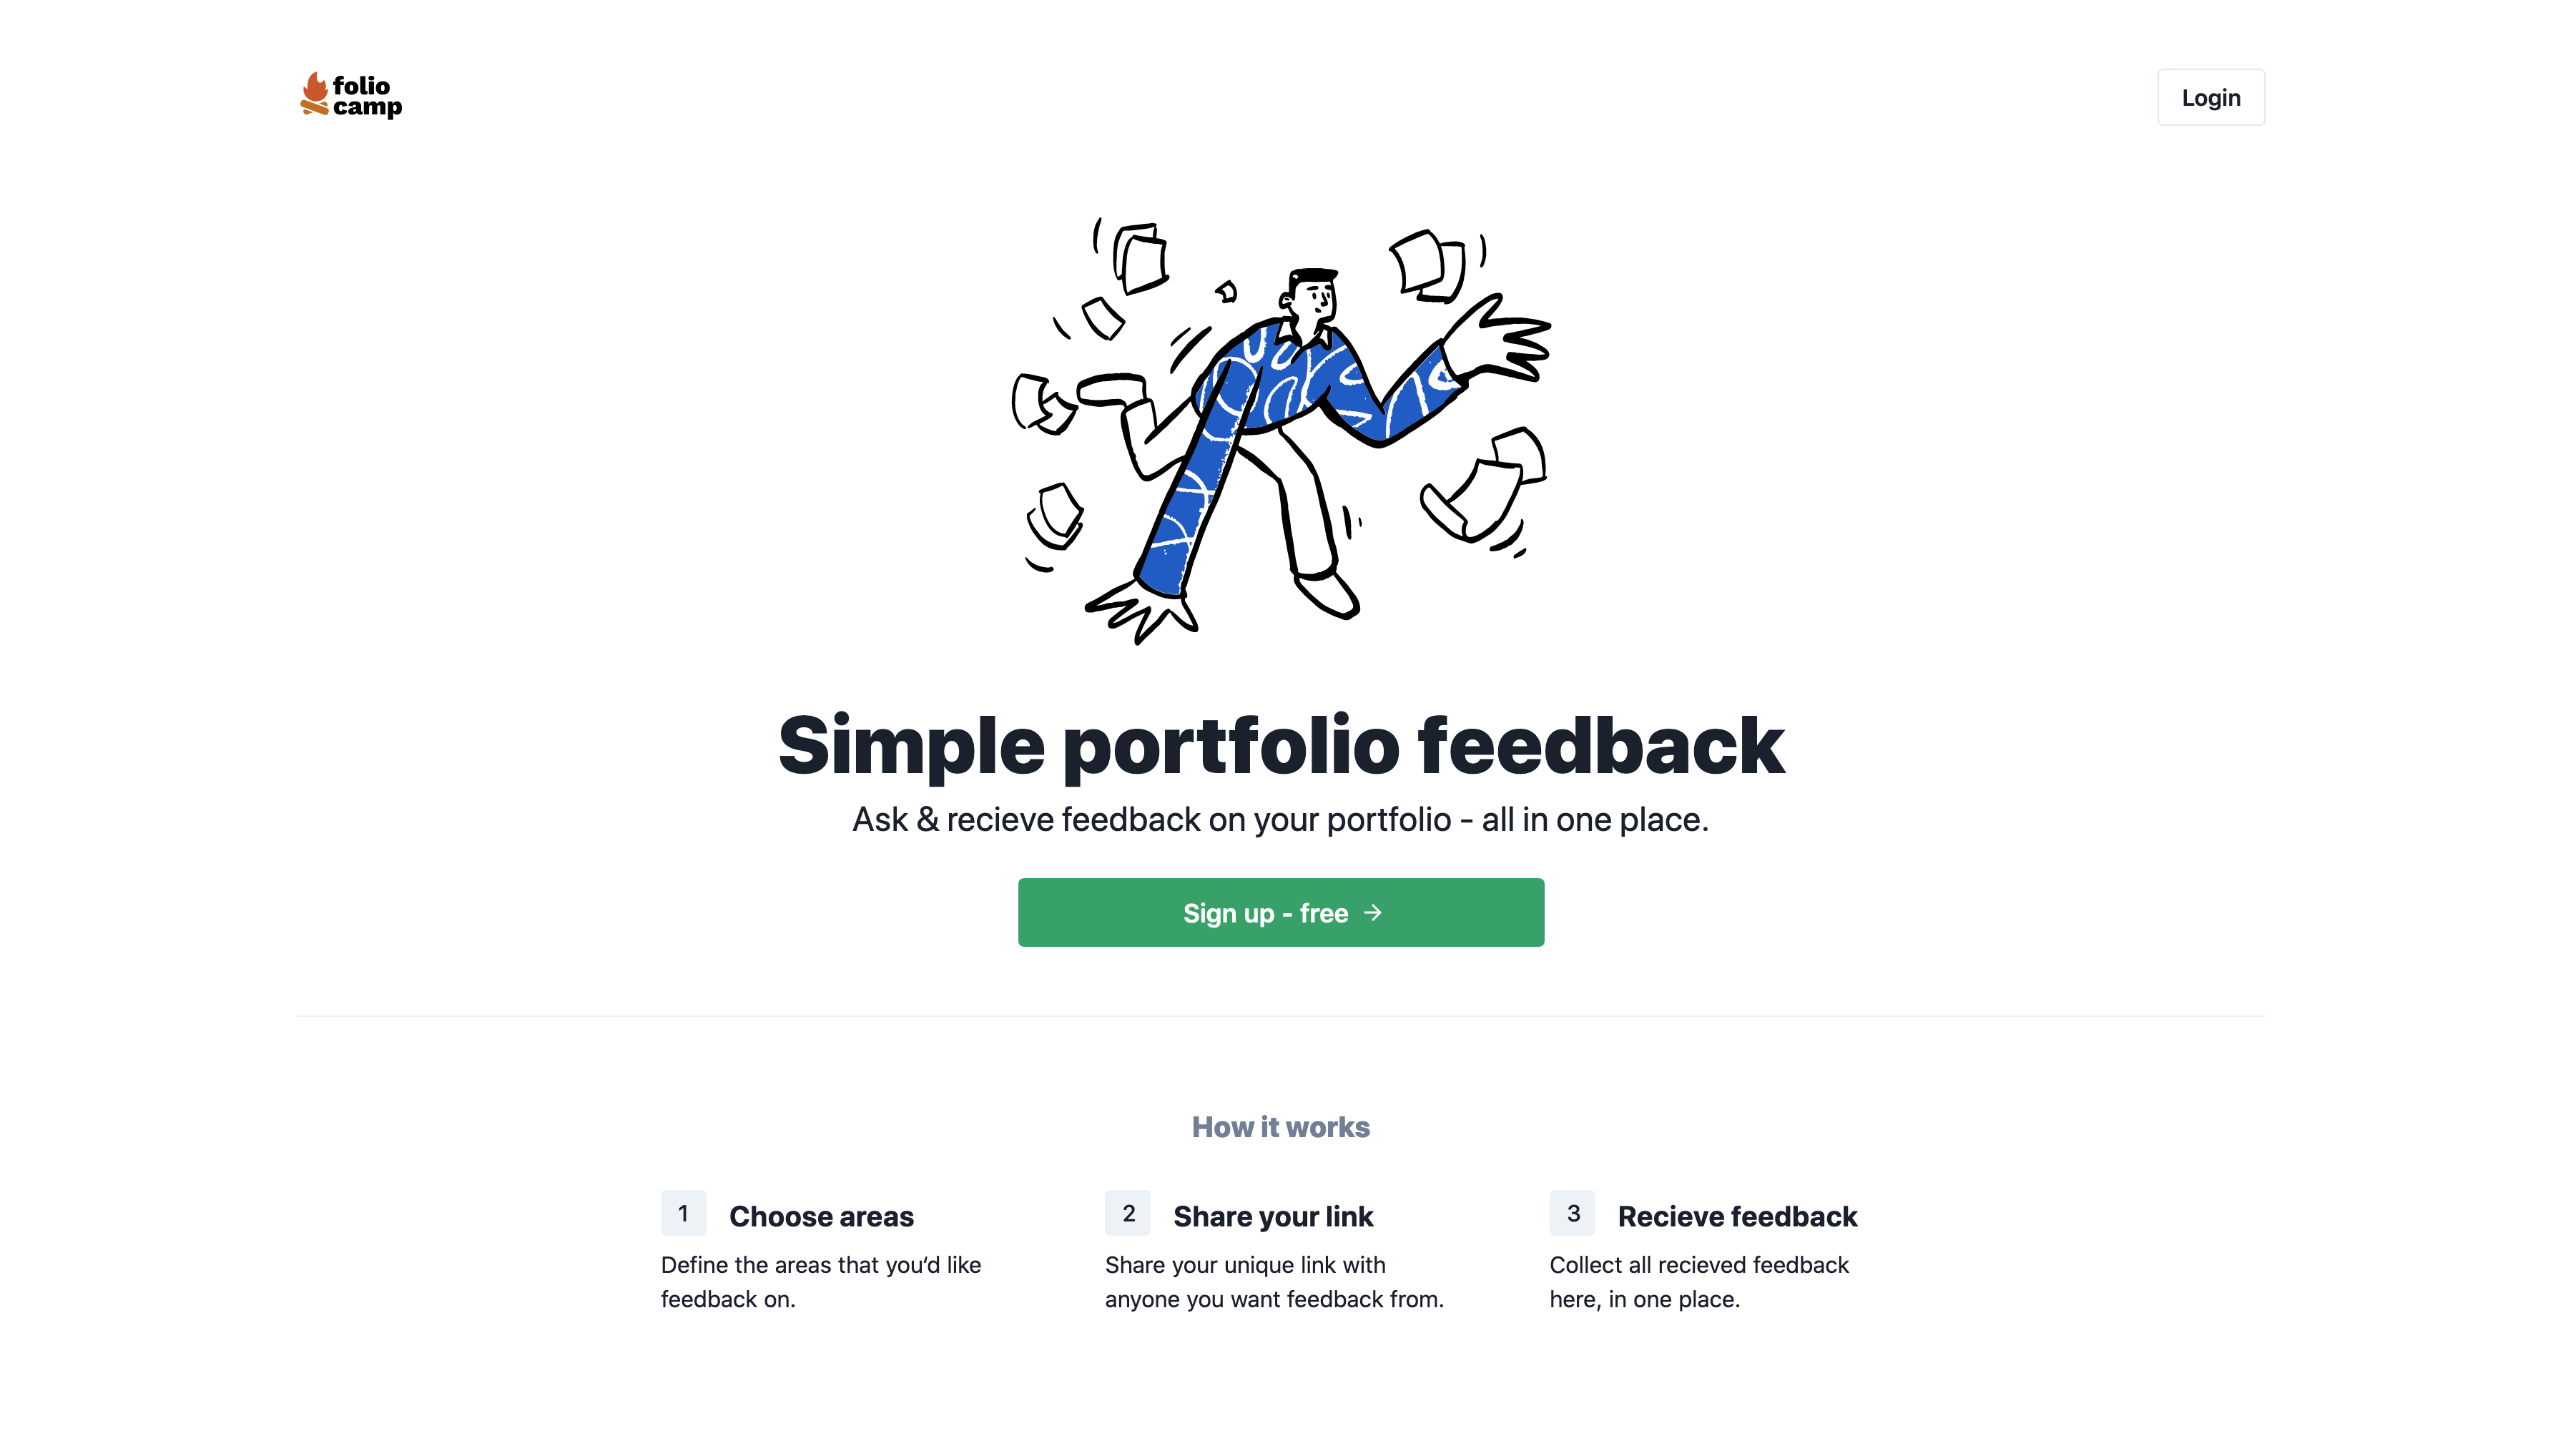 folio
camp
Login
Simple portfolio feedback
Ask & recieve feedback on your portfolio - all in one place.
Sign up - free →
How it works
1 Choose areas
Define the areas that you‘d like
feedback on.
2 Share your link
Share your unique link with
anyone you want feedback from.
3 Recieve feedback
Collect all recieved feedback
here, in one place.